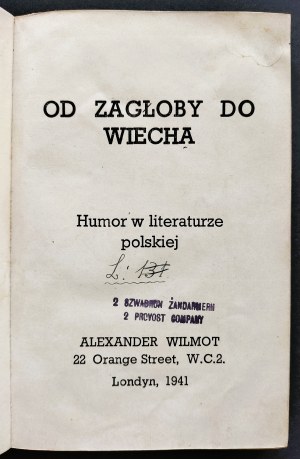 OD ZAGŁOBY DO
WIECHA
Humor w literaturze
polskiej
L: 131
2 SZWADRON ŻANDARMERII
2 PROVOST COMPANY
ALEXANDER WILMOT
22 Orange Street, W.C.2.
Londyn, 1941